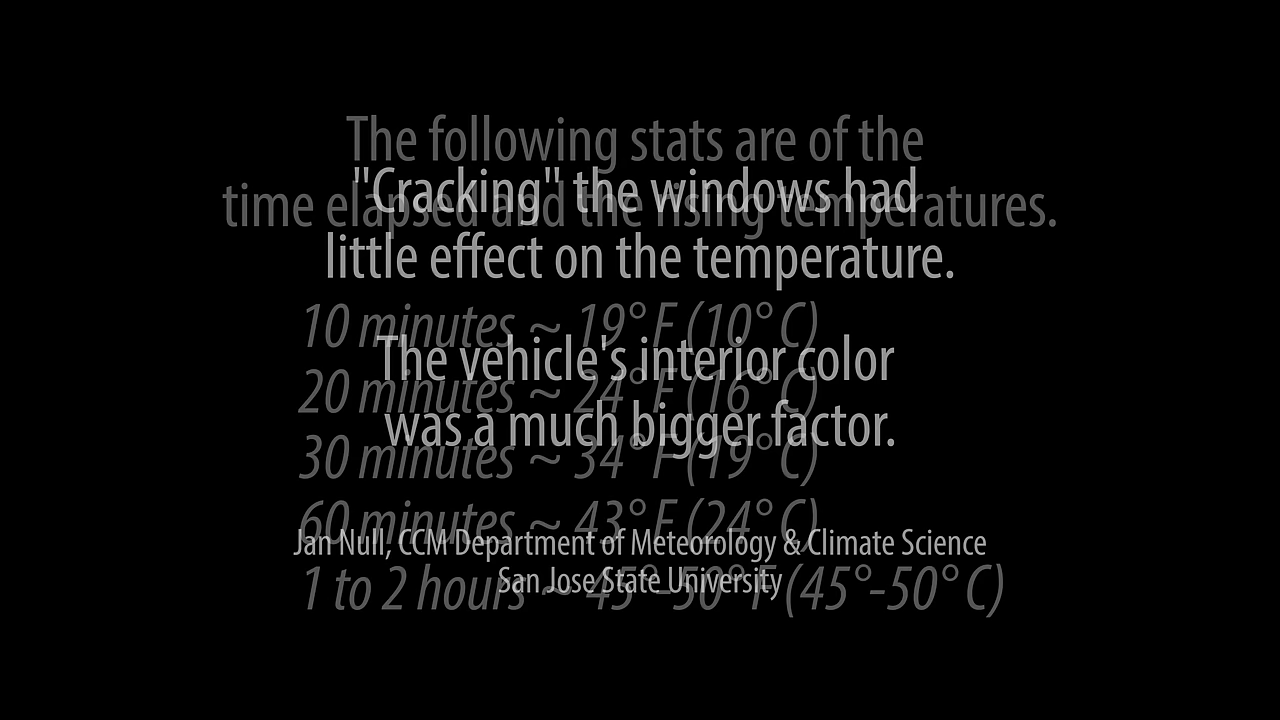 The following stats are of the
time elapsed and the rising temperatures.
10 minutes ~ 19° F (10° C)
20 minutes ~ 24° F (16° C)
30 minutes ~ 34° F (19° C)
60 minutes ~ 43° F (24° C)
1 to 2 hours ~ 45°-50° F (45°-50° C)
"Cracking" the windows had
little effect on the temperature.
The vehicle's interior color
was a much bigger factor.
Jan Null, CCM Department of Meteorology & Climate Science
San Jose State University